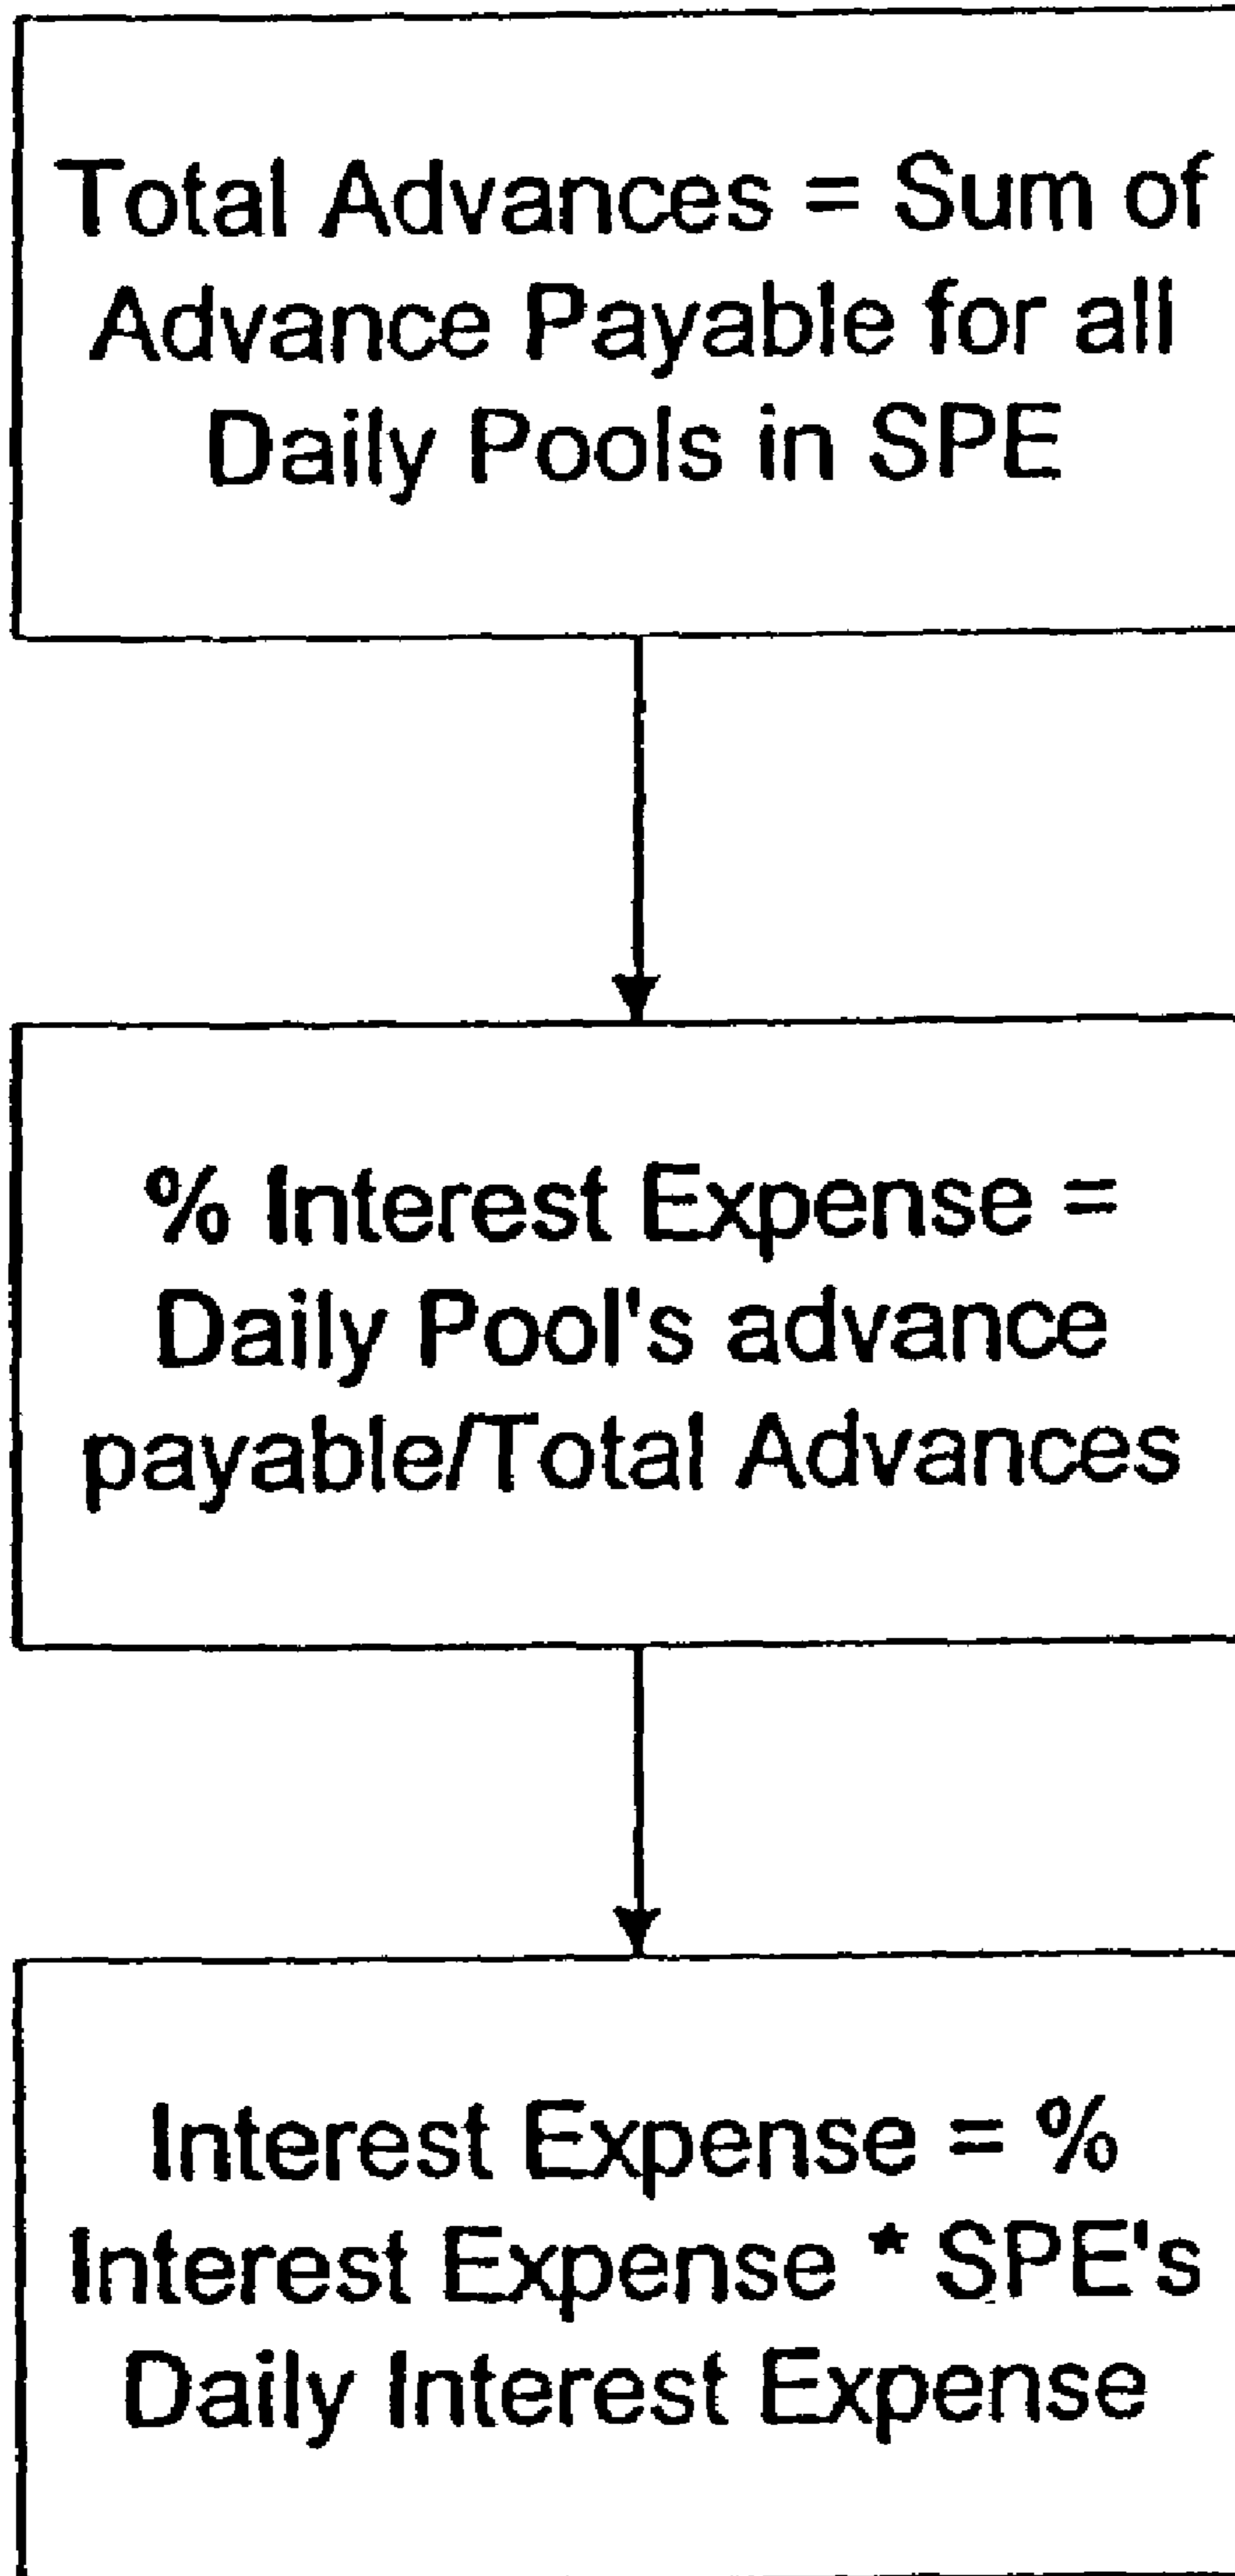 Total Advances = Sum of
Advance Payable for all
Daily Pools in SPE
% Interest Expense =
Daily Pool's advance
payable/Total Advances
Interest Expense = %
Interest Expense * SPE's
Daily Interest Expense